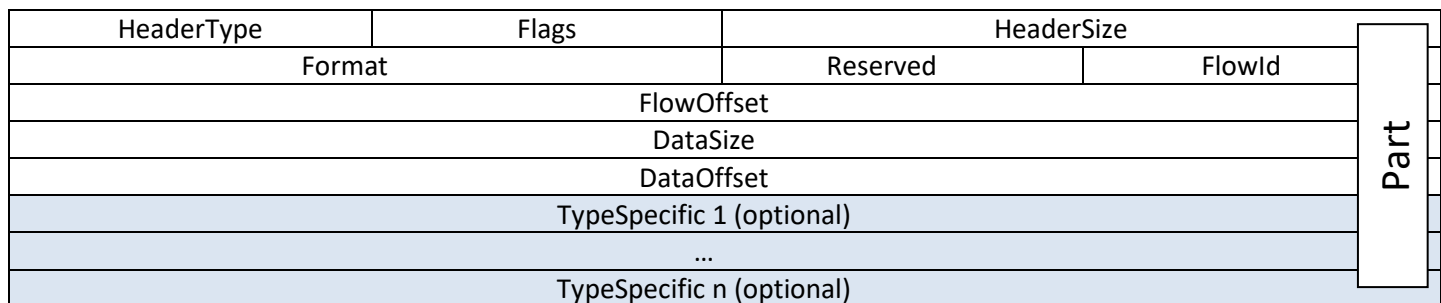 HeaderType Flags HeaderSize
Format Reserved FlowId
FlowOffset
DataSize
DataOffset
TypeSpecific 1 (optional)
...
TypeSpecific n (optional)
Part